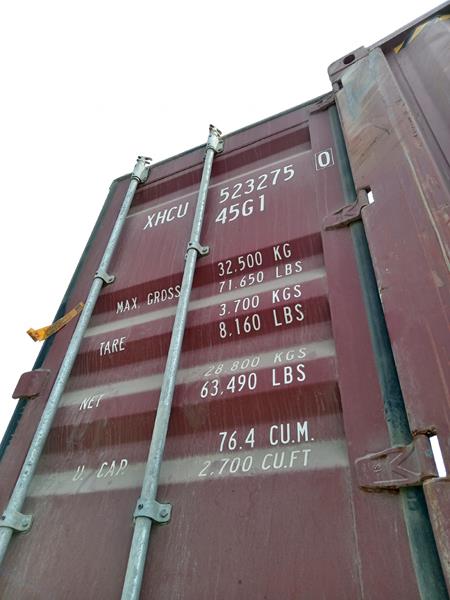 XHCU 523275 0
45G1
MAX. GROSS 32.500 KG
71.650 LBS
TARE 3.700 KGS
8.160 LBS
NET 28.800 KGS
63.490 LBS
U. CAP. 76.4 CU.M.
2.700 CU.FT